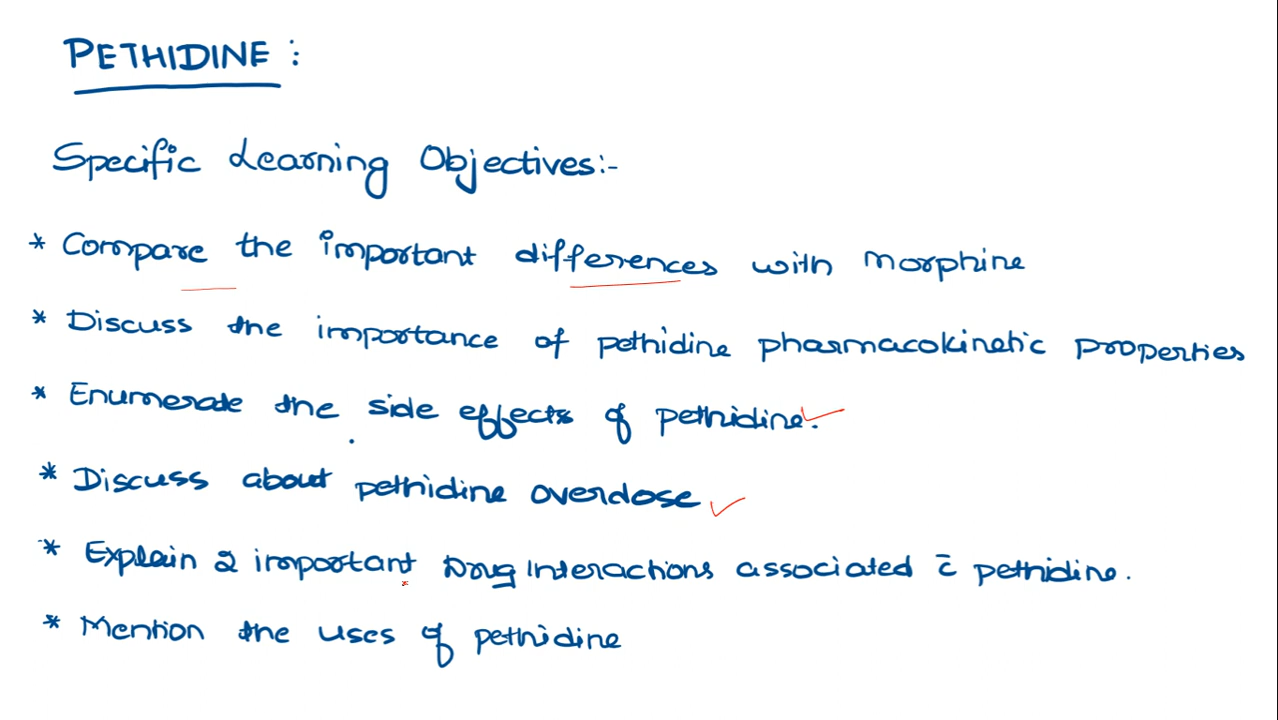 PETHIDINE :
Specific Learning Objectives:-
* Compare the important differences with morphine
* Discuss the importance of pethidine pharmacokinetic properties
* Enumerate the side effects of pethidine.
* Discuss about pethidine overdose
* Explain 2 important Drug Interactions associated c̄ pethidine.
* Mention the uses of pethidine